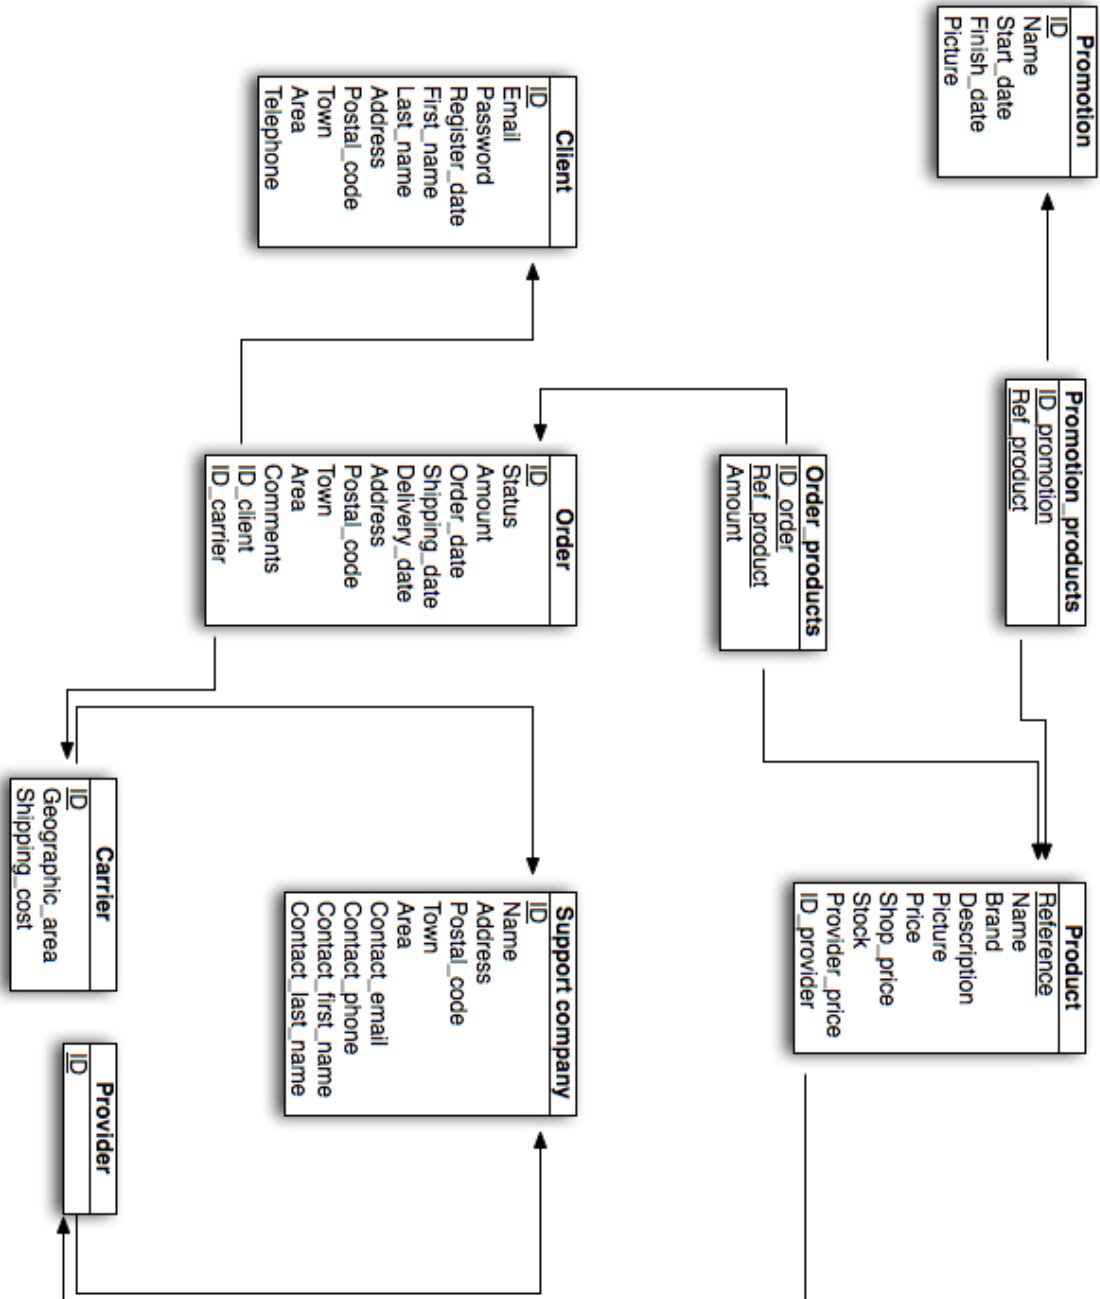 Promotion
ID
Name
Start_date
Finish_date
Picture
Promotion_products
ID_promotion
Ref_product
Product
Reference
Name
Brand
Description
Picture
Price
Shop_price
Stock
Provider_price
ID_provider
Order_products
ID_order
Ref_product
Amount
Client
ID
Email
Password
Register_date
First_name
Last_name
Address
Postal_code
Town
Area
Telephone
Order
ID
Status
Amount
Order_date
Shipping_date
Delivery_date
Address
Postal_code
Town
Area
Comments
ID_client
ID_carrier
Support company
ID
Name
Address
Postal_code
Town
Area
Contact_email
Contact_phone
Contact_first_name
Contact_last_name
Carrier
ID
Geographic_area
Shipping_cost
Provider
ID